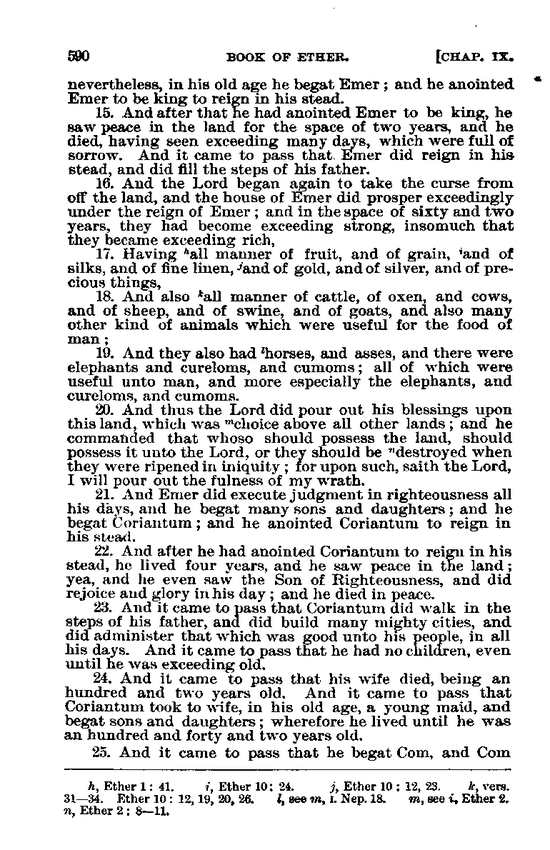 590 BOOK OF ETHER. [CHAP. IX.
nevertheless, in his old age he begat Emer ; and he anointed
Emer to be king to reign in his stead.
15. And after that he had anointed Emer to be king, he
saw peace in the land for the space of two years, and he
died, having seen exceeding many days, which were full of
sorrow. And it came to pass that Emer did reign in his
stead, and did fill the steps of his father.
16. And the Lord began again to take the curse from
off the land, and the house of Emer did prosper exceedingly
under the reign of Emer ; and in the space of sixty and two
years, they had become exceeding strong, insomuch that
they became exceeding rich,
17. Having ʰall manner of fruit, and of grain, ⁱand of
silks, and of fine linen, ʲand of gold, and of silver, and of pre-
cious things,
18. And also ᵏall manner of cattle, of oxen, and cows,
and of sheep, and of swine, and of goats, and also many
other kind of animals which were useful for the food of
man ;
19. And they also had ˡhorses, and asses, and there were
elephants and cureloms, and cumoms ; all of which were
useful unto man, and more especially the elephants, and
cureloms, and cumoms.
20. And thus the Lord did pour out his blessings upon
this land, which was ᵐchoice above all other lands ; and he
commanded that whoso should possess the land, should
possess it unto the Lord, or they should be ⁿdestroyed when
they were ripened in iniquity ; for upon such, saith the Lord,
I will pour out the fulness of my wrath.
21. And Emer did execute judgment in righteousness all
his days, and he begat many sons and daughters ; and he
begat Coriantum ; and he anointed Coriantum to reign in
his stead.
22. And after he had anointed Coriantum to reign in his
stead, he lived four years, and he saw peace in the land ;
yea, and he even saw the Son of Righteousness, and did
rejoice and glory in his day ; and he died in peace.
23. And it came to pass that Coriantum did walk in the
steps of his father, and did build many mighty cities, and
did administer that which was good unto his people, in all
his days. And it came to pass that he had no children, even
until he was exceeding old.
24. And it came to pass that his wife died, being an
hundred and two years old. And it came to pass that
Coriantum took to wife, in his old age, a young maid, and
begat sons and daughters ; wherefore he lived until he was
an hundred and forty and two years old.
25. And it came to pass that he begat Com, and Com
h, Ether 1 : 41. i, Ether 10 : 24. j, Ether 10 : 12, 23. k, vers.
31—34. Ether 10 : 12, 19, 20, 26. l, see m, I. Nep. 18. m, see i, Ether 2.
n, Ether 2 : 8—11.